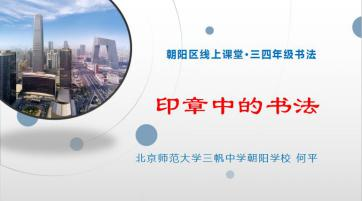 朝阳区线上课堂·三四年级书法
印章中的书法
北京师范大学三帆中学朝阳学校 何平